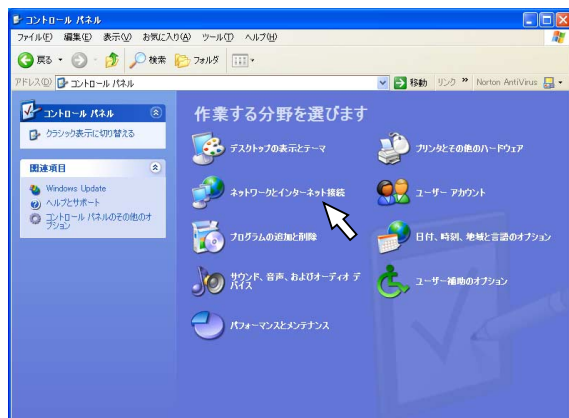 コントロール パネル
ファイル(F) 編集(E) 表示(V) お気に入り(A) ツール(T) ヘルプ(H)
戻る 検索 フォルダ
アドレス(D) コントロール パネル 移動 リンク » Norton AntiVirus
コントロール パネル
クラシック表示に切り替える
関連項目
Windows Update
ヘルプとサポート
コントロール パネルのその他のオ
プション
作業する分野を選びます
デスクトップの表示とテーマ
プリンタとその他のハードウェア
ネットワークとインターネット接続
ユーザー アカウント
プログラムの追加と削除
日付、時刻、地域と言語のオプション
サウンド、音声、およびオーディオ デ
バイス
ユーザー補助のオプション
パフォーマンスとメンテナンス